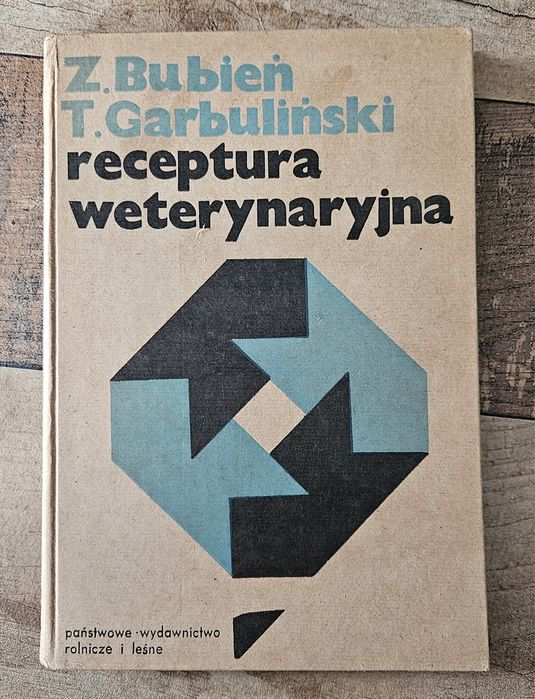 Z. Bubień
T. Garbuliński
receptura
weterynaryjna
państwowe · wydawnictwo
rolnicze i leśne